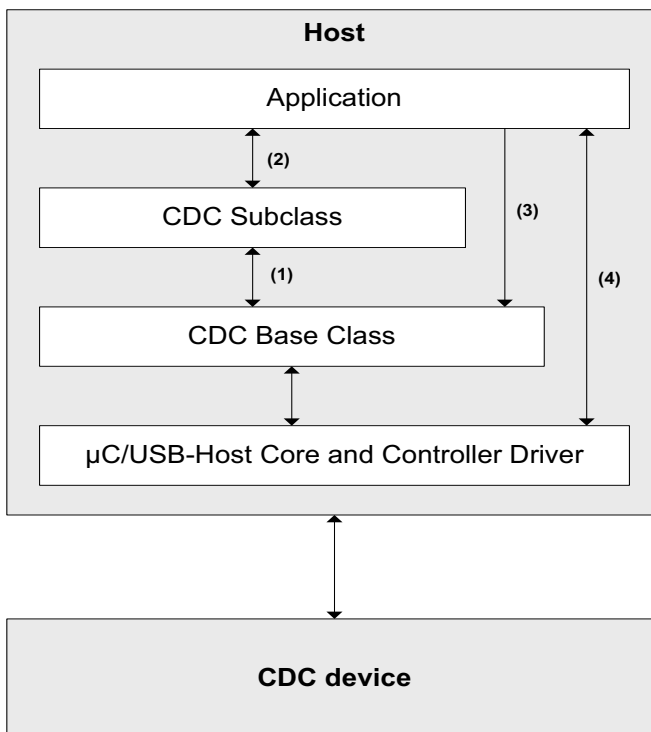 Host
Application
(2)
CDC Subclass
(3)
(1)
(4)
CDC Base Class
µC/USB-Host Core and Controller Driver
CDC device